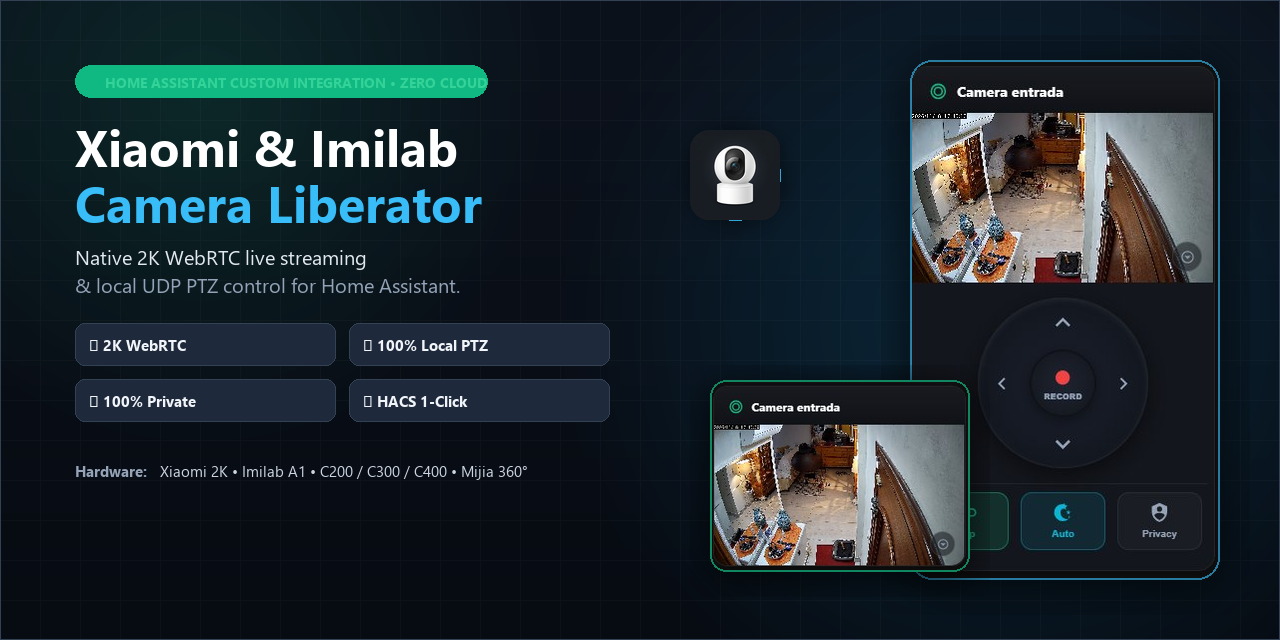 HOME ASSISTANT CUSTOM INTEGRATION • ZERO CLOUD
Xiaomi & Imilab
Camera Liberator
Native 2K WebRTC live streaming
& local UDP PTZ control for Home Assistant.
2K WebRTC
100% Local PTZ
100% Private
HACS 1-Click
Hardware: Xiaomi 2K • Imilab A1 • C200 / C300 / C400 • Mijia 360°
Camera entrada
RECORD
Auto
Privacy
Camera entrada